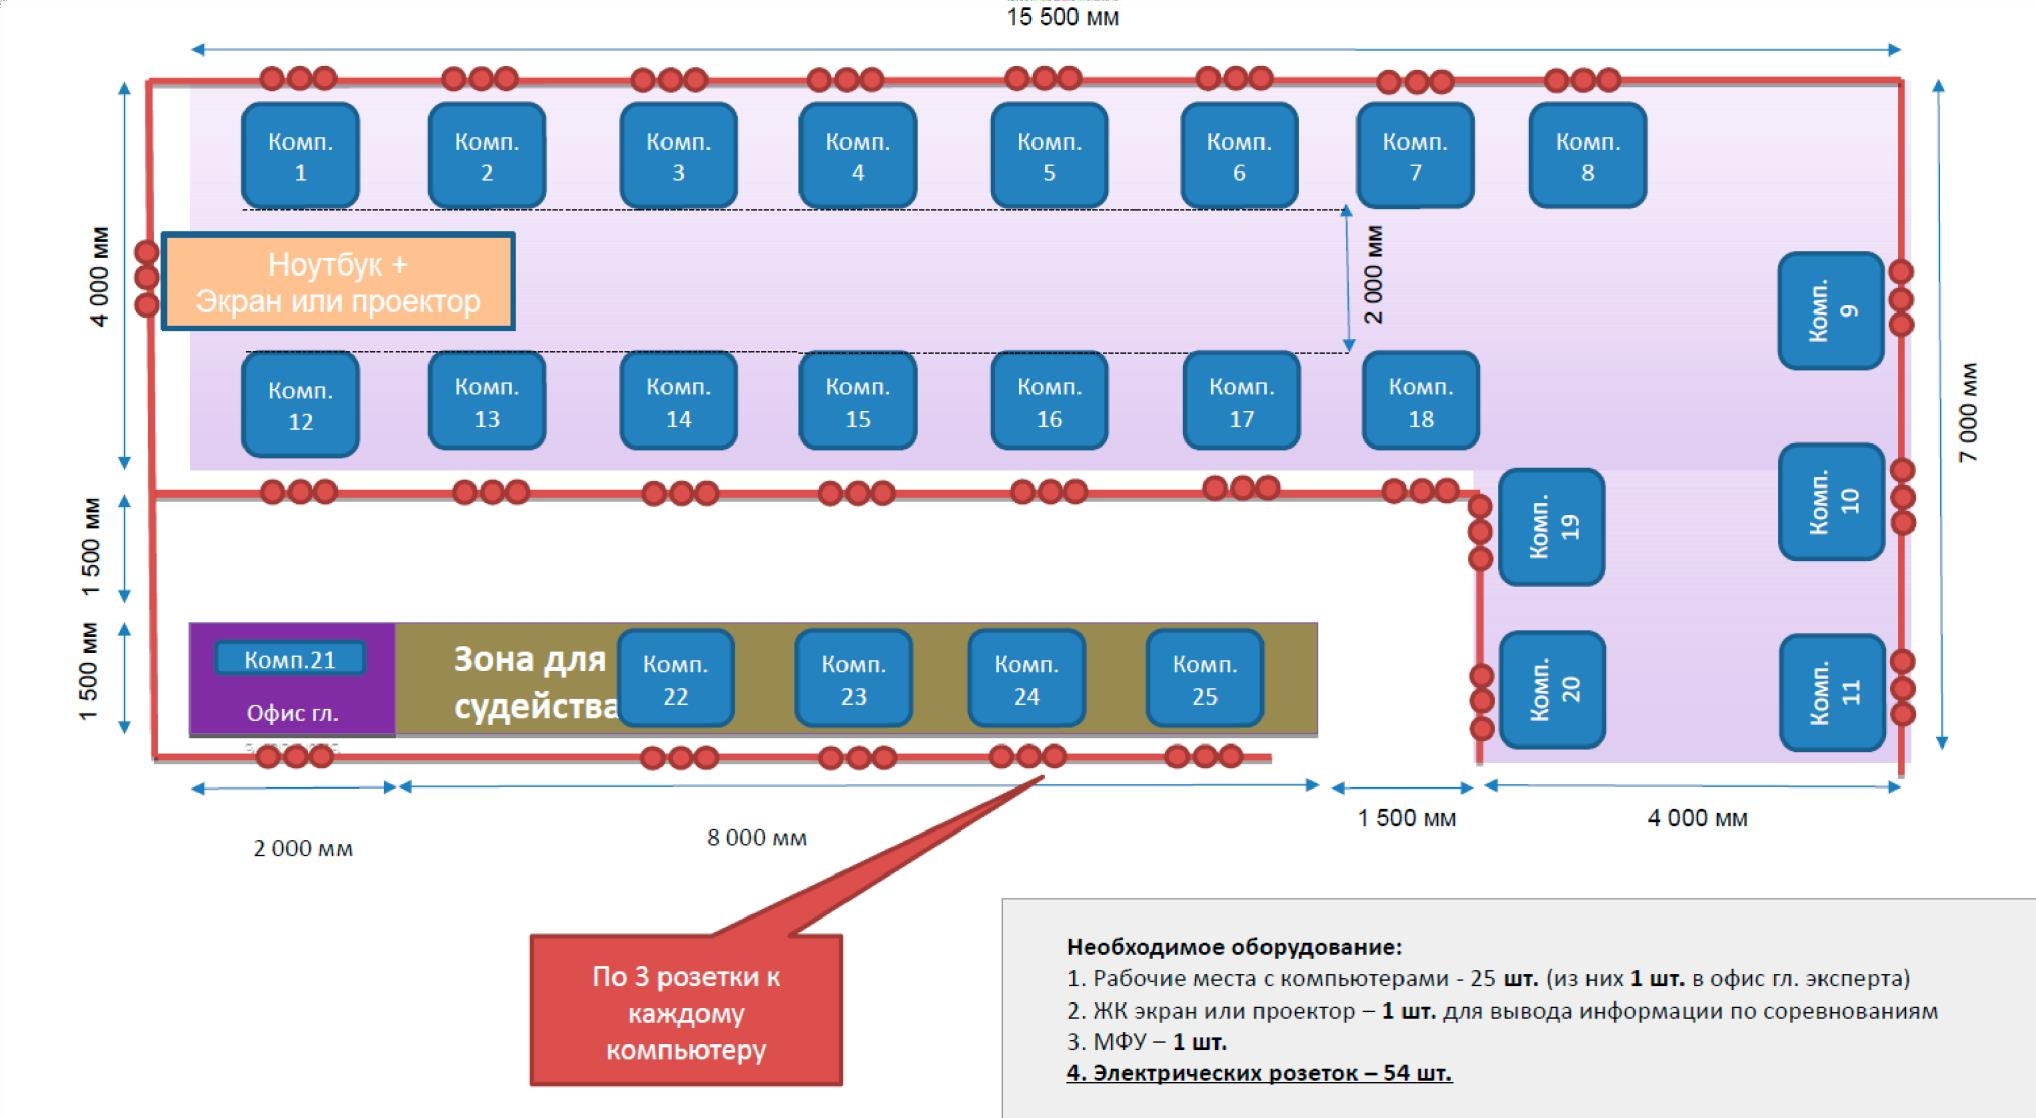 15 500 мм
Комп.
1
Комп.
2
Комп.
3
Комп.
4
Комп.
5
Комп.
6
Комп.
7
Комп.
8
4 000 мм
Ноутбук +
Экран или проектор
2 000 мм
Комп.
9
7 000 мм
Комп.
12
Комп.
13
Комп.
14
Комп.
15
Комп.
16
Комп.
17
Комп.
18
Комп.
10
Комп.
19
1 500 мм
1 500 мм
Комп.21
Офис гл.
Зона для
судейства
Комп.
22
Комп.
23
Комп.
24
Комп.
25
Комп.
20
Комп.
11
2 000 мм
8 000 мм
1 500 мм
4 000 мм
По 3 розетки к
каждому
компьютеру
Необходимое оборудование:
1. Рабочие места с компьютерами - 25 шт. (из них 1 шт. в офис гл. эксперта)
2. ЖК экран или проектор – 1 шт. для вывода информации по соревнованиям
3. МФУ – 1 шт.
4. Электрических розеток – 54 шт.